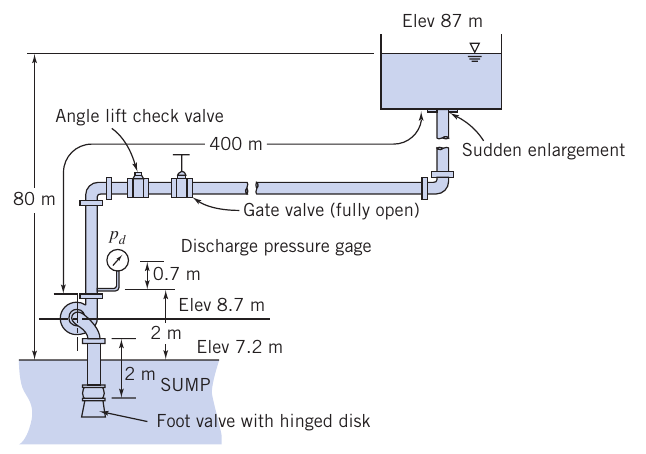 Elev 87 m
Angle lift check valve
400 m
Sudden enlargement
80 m
Gate valve (fully open)
Pd
Discharge pressure gage
0.7 m
Elev 8.7 m
2 m
Elev 7.2 m
2 m
SUMP
Foot valve with hinged disk